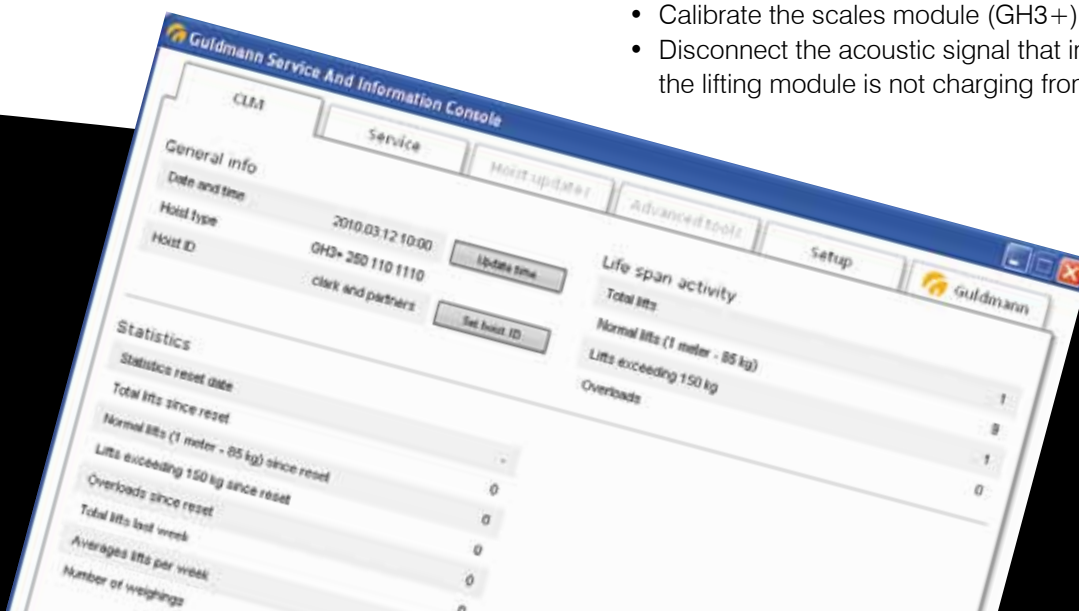 • Calibrate the scales module (GH3+)
• Disconnect the acoustic signal that
the lifting module is not charging
Guldmann Service And Information Console
CLM
Service
Hoist updates
Advanced tools
Setup
Guldmann
General info
Date and time
2010.03.12 10:00
Update time
Hoist type
GH3+ 250 110 1110
Hoist ID
clark and partners
Set hoist ID
Life span activity
Total lifts
1
Normal lifts (1 meter - 85 kg)
9
Lifts exceeding 150 kg
1
Overloads
0
Statistics
Statistics reset date
-
Total lifts since reset
0
Normal lifts (1 meter - 85 kg) since reset
0
Lifts exceeding 150 kg since reset
0
Overloads since reset
0
Total lifts last week
Averages lifts per week
Number of weighings